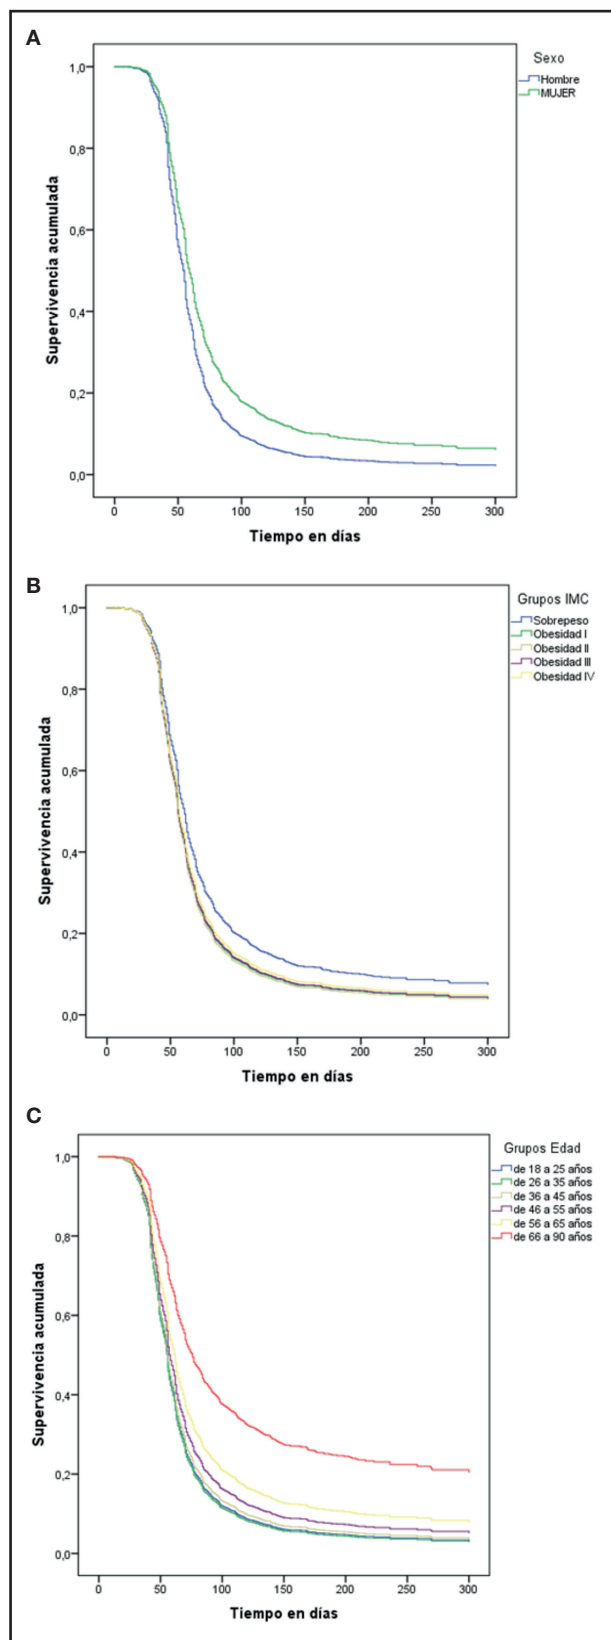 A
Sexo
Hombre
MUJER
Supervivencia acumulada
1,0
0,8
0,6
0,4
0,2
0,0
0 50 100 150 200 250 300
Tiempo en días
B
Grupos IMC
Sobrepeso
Obesidad I
Obesidad II
Obesidad III
Obesidad IV
Supervivencia acumulada
1,0
0,8
0,6
0,4
0,2
0,0
0 50 100 150 200 250 300
Tiempo en días
C
Grupos Edad
de 18 a 25 años
de 26 a 35 años
de 36 a 45 años
de 46 a 55 años
de 56 a 65 años
de 66 a 90 años
Supervivencia acumulada
1,0
0,8
0,6
0,4
0,2
0,0
0 50 100 150 200 250 300
Tiempo en días